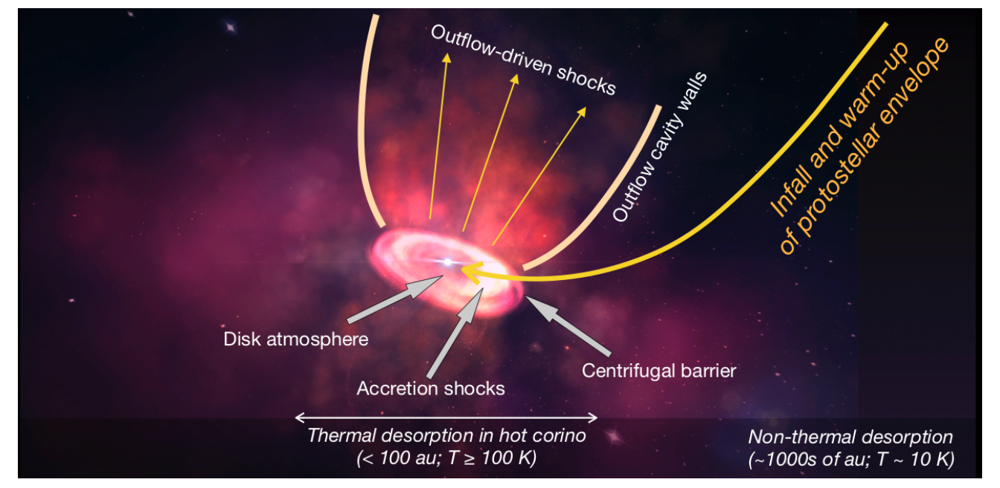 Outflow-driven shocks
Outflow cavity walls
Infall and warm-up
of protostellar envelope
Disk atmosphere
Accretion shocks
Centrifugal barrier
Thermal desorption in hot corino
(< 100 au; T ≥ 100 K)
Non-thermal desorption
(~1000s of au; T ~ 10 K)